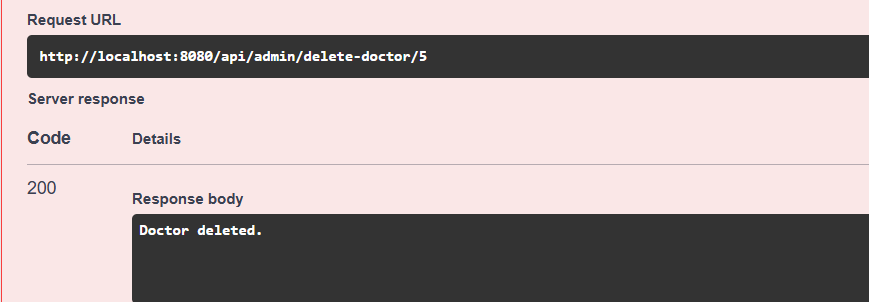 Request URL
http://localhost:8080/api/admin/delete-doctor/5
Server response
Code Details
200
Response body
Doctor deleted.